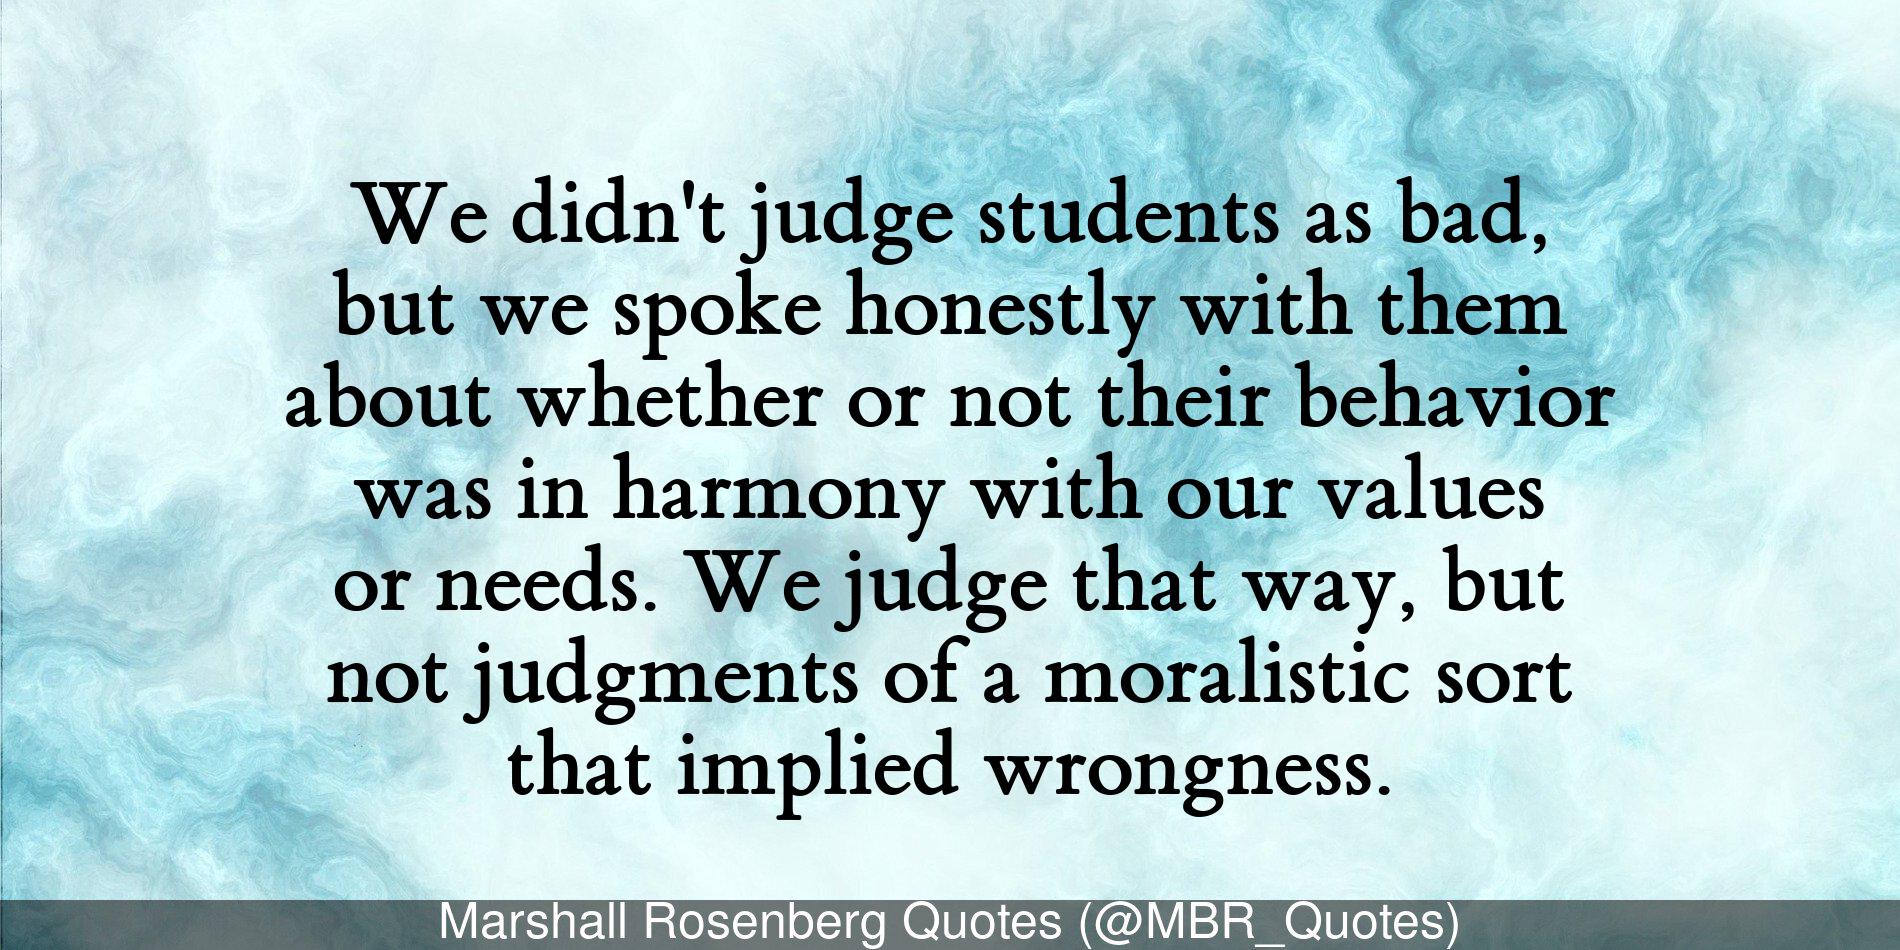 We didn't judge students as bad,
but we spoke honestly with them
about whether or not their behavior
was in harmony with our values
or needs. We judge that way, but
not judgments of a moralistic sort
that implied wrongness.
Marshall Rosenberg Quotes (@MBR_Quotes)